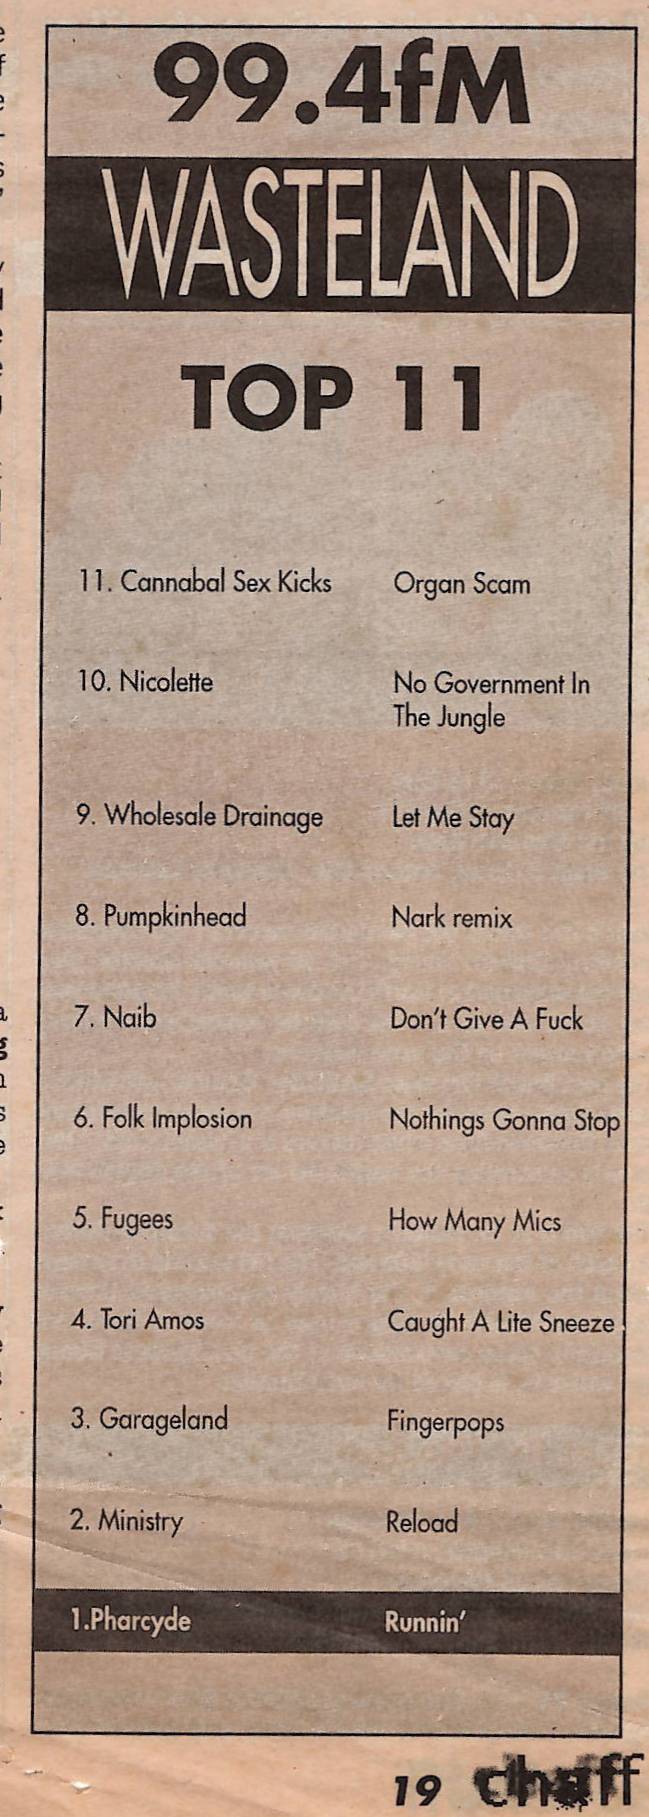 99.4fM
WASTELAND
TOP 11
11. Cannabal Sex Kicks Organ Scam
10. Nicolette No Government In
The Jungle
9. Wholesale Drainage Let Me Stay
8. Pumpkinhead Nark remix
7. Naib Don't Give A Fuck
6. Folk Implosion Nothings Gonna Stop
5. Fugees How Many Mics
4. Tori Amos Caught A Lite Sneeze
3. Garageland Fingerpops
2. Ministry Reload
1.Pharcyde Runnin'
19 chaff